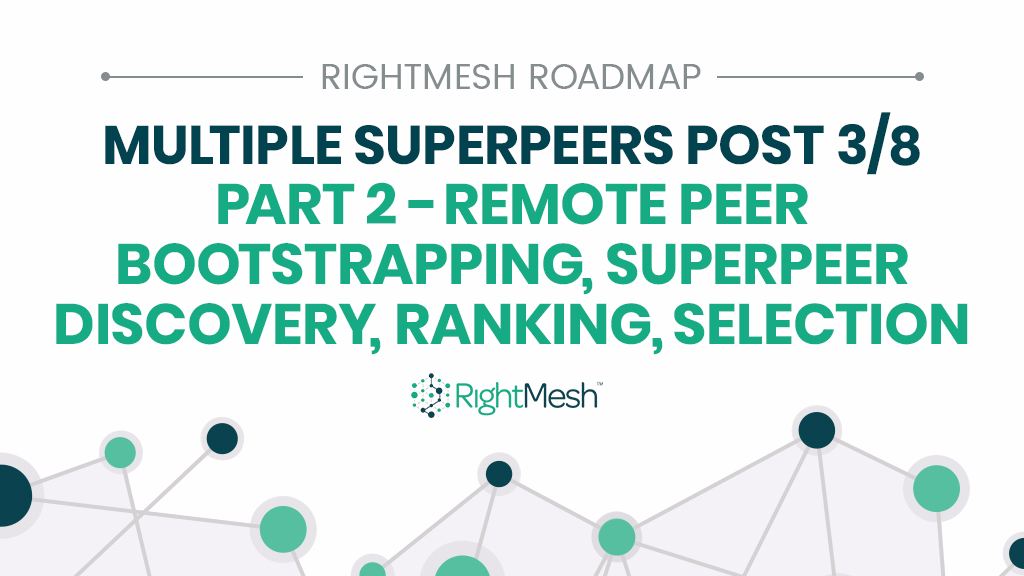 RIGHTMESH ROADMAP
MULTIPLE SUPERPEERS POST 3/8
PART 2 – REMOTE PEER
BOOTSTRAPPING, SUPERPEER
DISCOVERY, RANKING, SELECTION
RightMesh™